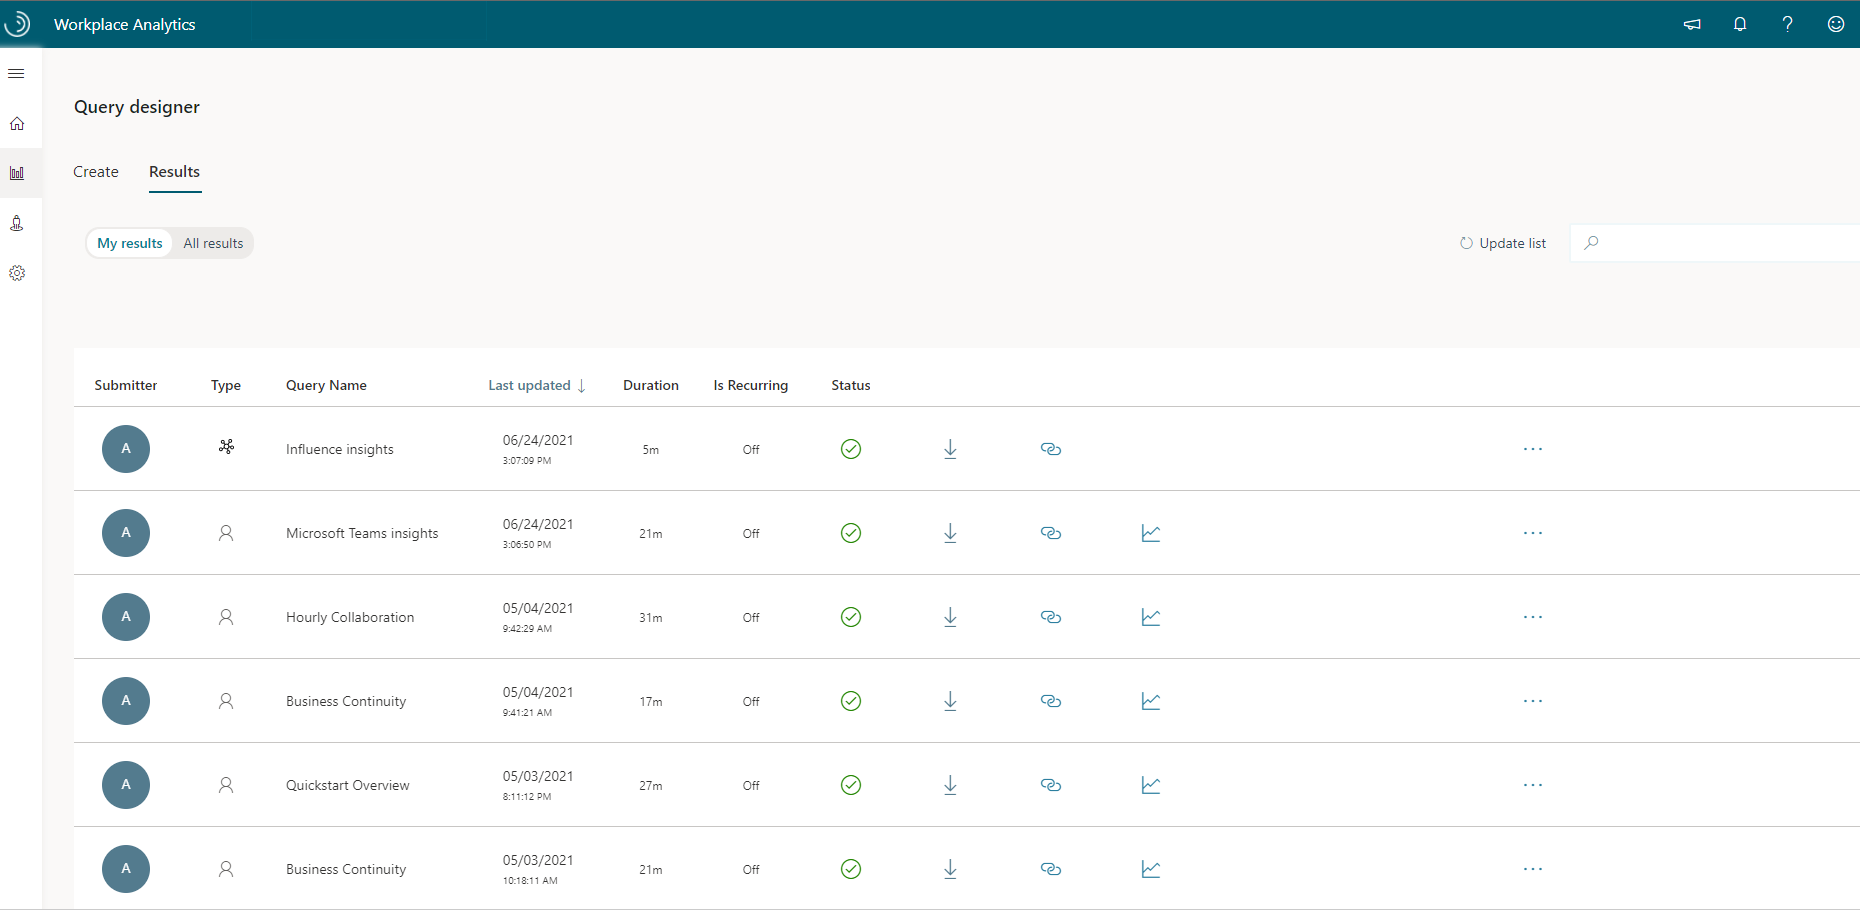 Workplace Analytics
Query designer
Create Results
My results All results Update list
Submitter Type Query Name Last updated ↓ Duration Is Recurring Status
A Influence insights 06/24/2021 3:07:09 PM 5m Off
A Microsoft Teams insights 06/24/2021 3:06:50 PM 21m Off
A Hourly Collaboration 05/04/2021 9:42:29 AM 31m Off
A Business Continuity 05/04/2021 9:41:21 AM 17m Off
A Quickstart Overview 05/03/2021 8:11:12 PM 27m Off
A Business Continuity 05/03/2021 10:18:11 AM 21m Off